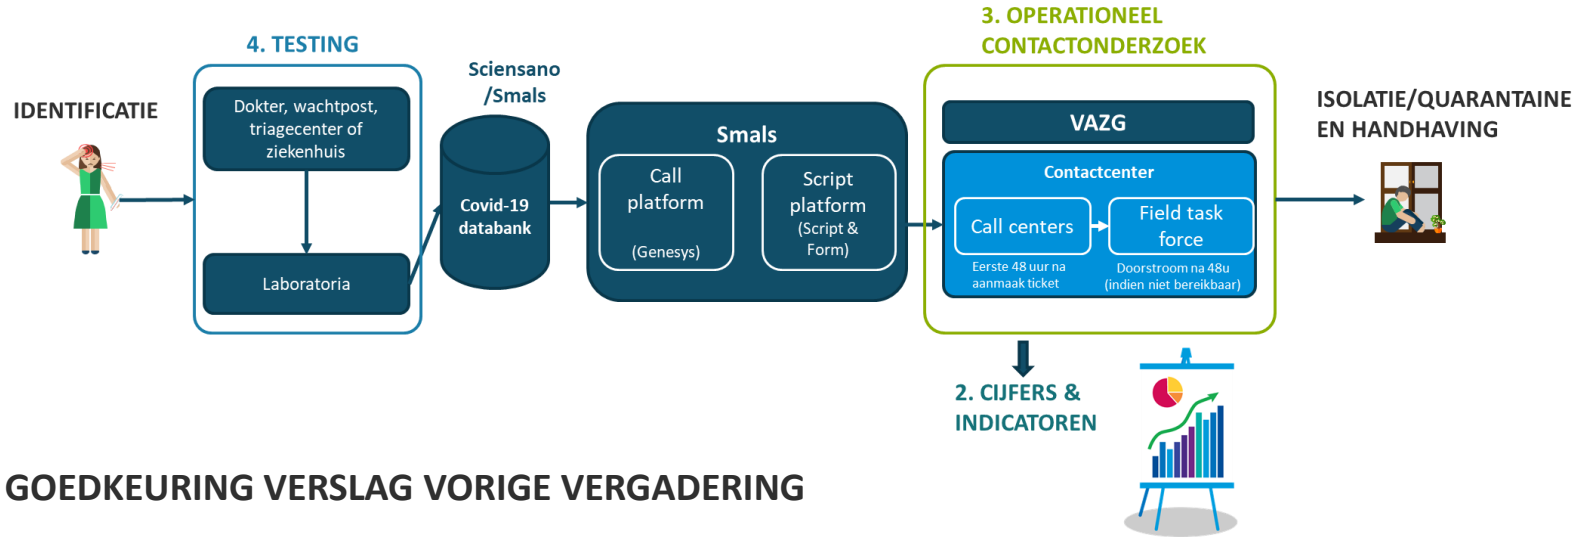 IDENTIFICATIE
4. TESTING
Dokter, wachtpost,
triagecenter of
ziekenhuis
Laboratoria
Sciensano
/Smals
Covid-19
databank
Smals
Call
platform
(Genesys)
Script
platform
(Script &
Form)
3. OPERATIONEEL
CONTACTONDERZOEK
VAZG
Contactcenter
Call centers
Eerste 48 uur na
aanmaak ticket
Field task
force
Doorstroom na 48u
(indien niet bereikbaar)
ISOLATIE/QUARANTAINE
EN HANDHAVING
2. CIJFERS &
INDICATOREN
GOEDKEURING VERSLAG VORIGE VERGADERING